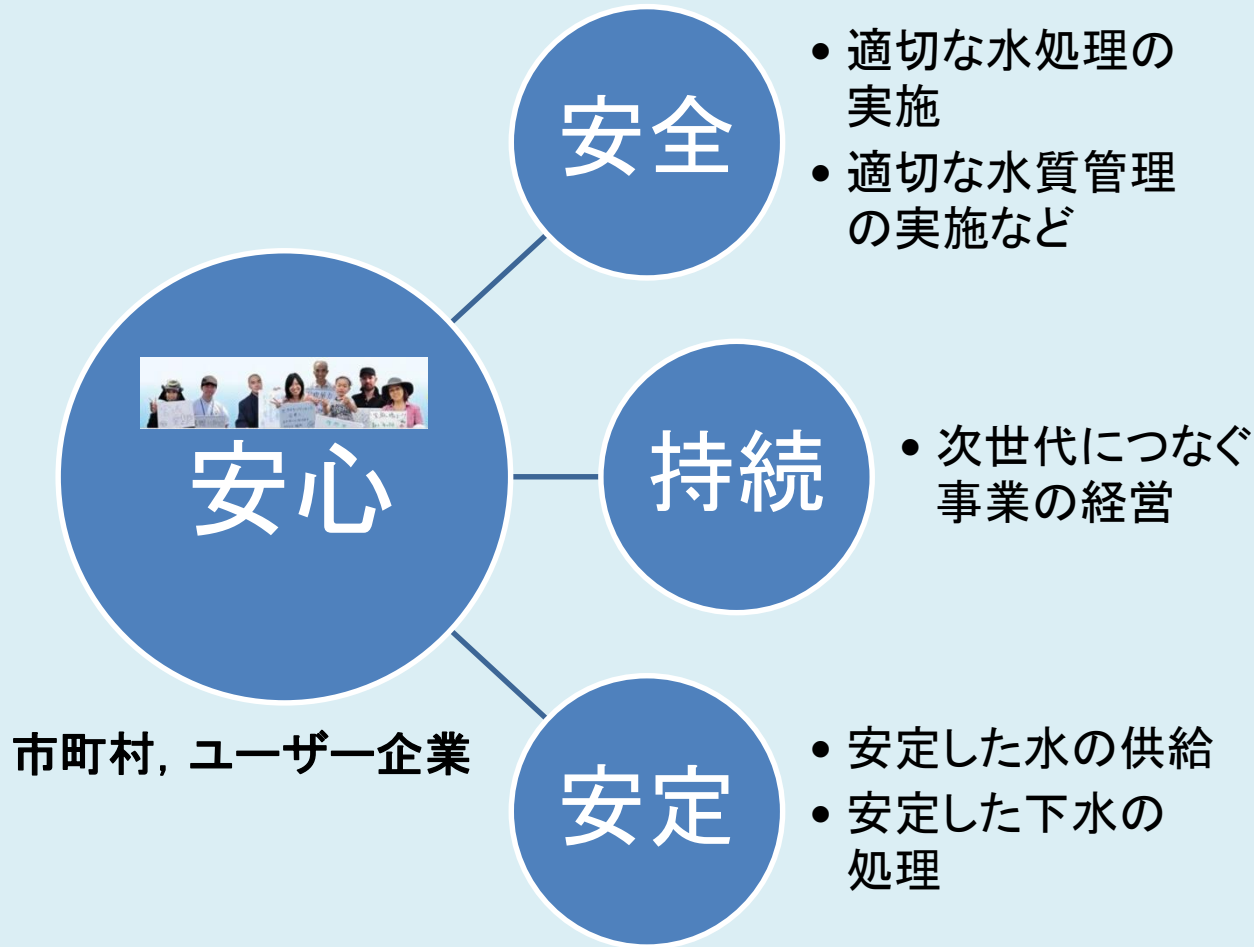 安全
• 適切な水処理の
実施
• 適切な水質管理
の実施など
安心
市町村，ユーザー企業
持続
• 次世代につなぐ
事業の経営
安定
• 安定した水の供給
• 安定した下水の
処理